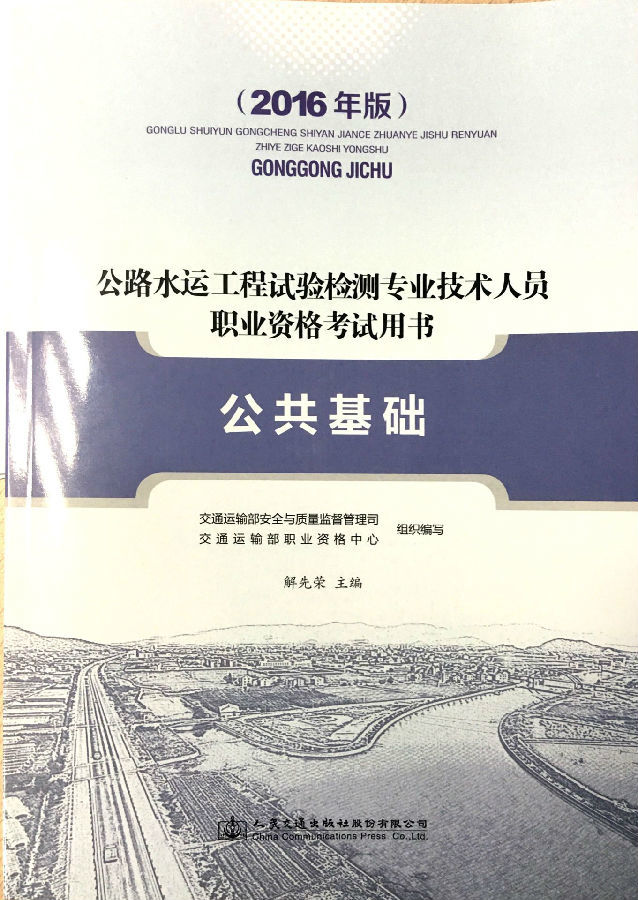 （2016 年版）
GONGLU SHUIYUN GONGCHENG SHIYAN JIANCE ZHUANYE JISHU RENYUAN
ZHIYE ZIGE KAOSHI YONGSHU
GONGGONG JICHU
公路水运工程试验检测专业技术人员
职业资格考试用书
公共基础
交通运输部安全与质量监督管理司
交通运输部职业资格中心
组织编写
解先荣 主编
人民交通出版社股份有限公司
China Communications Press Co.,Ltd.